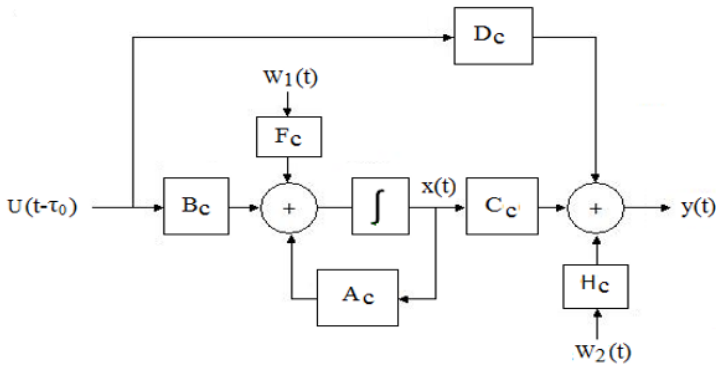 Dc
W1(t)
Fc
U(t-τ0)
Bc
+
∫
x(t)
Cc
+
y(t)
Ac
Hc
W2(t)